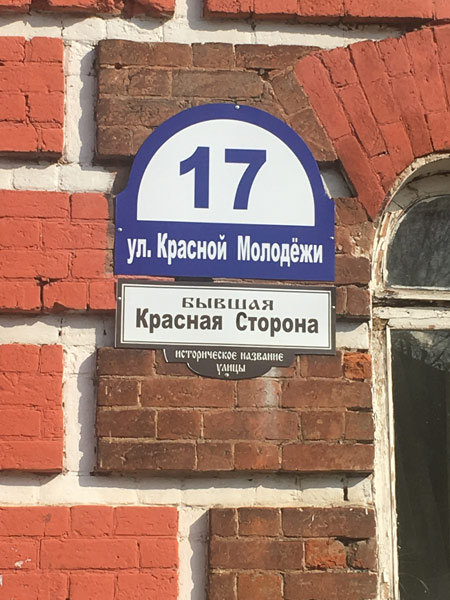 17
ул. Красной Молодёжи
БЫВШАЯ
Красная Сторона
историческое название
улицы